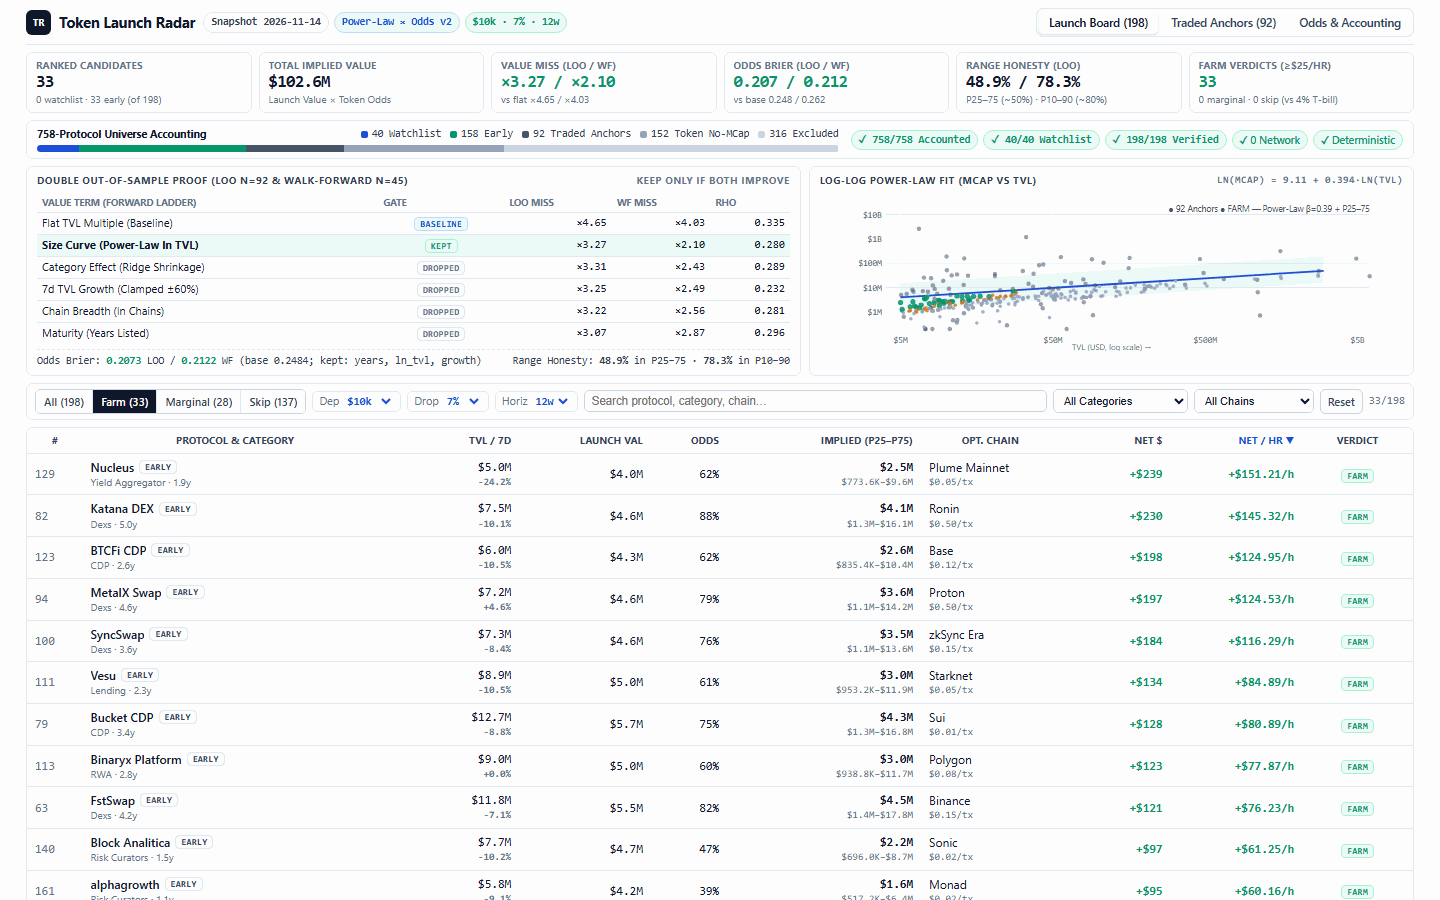 TR Token Launch Radar Snapshot 2026-11-14 Power-Law × Odds v2 $10k · 7% · 12w Launch Board (198) Traded Anchors (92) Odds & Accounting
RANKED CANDIDATES
33
0 watchlist · 33 early (of 198)
TOTAL IMPLIED VALUE
$102.6M
Launch Value × Token Odds
VALUE MISS (LOO / WF)
×3.27 / ×2.10
vs flat ×4.65 / ×4.03
ODDS BRIER (LOO / WF)
0.207 / 0.212
vs base 0.248 / 0.262
RANGE HONESTY (LOO)
48.9% / 78.3%
P25–75 (~50%) · P10–90 (~80%)
FARM VERDICTS (≥$25/HR)
33
0 marginal · 0 skip (vs 4% T-bill)
758-Protocol Universe Accounting 40 Watchlist 158 Early 92 Traded Anchors 152 Token No-MCap 316 Excluded
✓ 758/758 Accounted ✓ 40/40 Watchlist ✓ 198/198 Verified ✓ 0 Network ✓ Deterministic
DOUBLE OUT-OF-SAMPLE PROOF (LOO N=92 & WALK-FORWARD N=45) KEEP ONLY IF BOTH IMPROVE
VALUE TERM (FORWARD LADDER) GATE LOO MISS WF MISS RHO
Flat TVL Multiple (Baseline) BASELINE ×4.65 ×4.03 0.335
Size Curve (Power-Law ln TVL) KEPT ×3.27 ×2.10 0.280
Category Effect (Ridge Shrinkage) DROPPED ×3.31 ×2.43 0.289
7d TVL Growth (Clamped ±60%) DROPPED ×3.25 ×2.49 0.232
Chain Breadth (ln Chains) DROPPED ×3.22 ×2.56 0.281
Maturity (Years Listed) DROPPED ×3.07 ×2.87 0.296
Odds Brier: 0.2073 LOO / 0.2122 WF (base 0.2484; kept: years, ln_tvl, growth) Range Honesty: 48.9% in P25–75 · 78.3% in P10–90
LOG-LOG POWER-LAW FIT (MCAP VS TVL) LN(MCAP) = 9.11 + 0.394·LN(TVL)
● 92 Anchors ● FARM — Power-Law β=0.39 + P25–75
$10B
$1B
$100M
$10M
$1M
$5M $50M $500M $5B
TVL (USD, log scale) →
All (198) Farm (33) Marginal (28) Skip (137) Dep $10k Drop 7% Horiz 12w Search protocol, category, chain... All Categories All Chains Reset 33/198
# PROTOCOL & CATEGORY TVL / 7D LAUNCH VAL ODDS IMPLIED (P25–P75) OPT. CHAIN NET $ NET / HR ▼ VERDICT
129 Nucleus EARLY $5.0M $4.0M 62% $2.5M Plume Mainnet +$239 +$151.21/h FARM
Yield Aggregator · 1.9y -24.2% $773.6K–$9.6M $0.05/tx
82 Katana DEX EARLY $7.5M $4.6M 88% $4.1M Ronin +$230 +$145.32/h FARM
Dexs · 5.0y -10.1% $1.3M–$16.1M $0.50/tx
123 BTCFi CDP EARLY $6.0M $4.3M 62% $2.6M Base +$198 +$124.95/h FARM
CDP · 2.6y -10.5% $835.4K–$10.4M $0.12/tx
94 MetalX Swap EARLY $7.2M $4.6M 79% $3.6M Proton +$197 +$124.53/h FARM
Dexs · 4.6y +4.6% $1.1M–$14.2M $0.50/tx
100 SyncSwap EARLY $7.3M $4.6M 76% $3.5M zkSync Era +$184 +$116.29/h FARM
Dexs · 3.6y -8.4% $1.1M–$13.6M $0.15/tx
111 Vesu EARLY $8.9M $5.0M 61% $3.0M Starknet +$134 +$84.89/h FARM
Lending · 2.3y -10.5% $953.2K–$11.9M $0.05/tx
79 Bucket CDP EARLY $12.7M $5.7M 75% $4.3M Sui +$128 +$80.89/h FARM
CDP · 3.4y -8.8% $1.3M–$16.8M $0.01/tx
113 Binaryx Platform EARLY $9.0M $5.0M 60% $3.0M Polygon +$123 +$77.87/h FARM
RWA · 2.8y +0.0% $938.8K–$11.7M $0.08/tx
63 FstSwap EARLY $11.8M $5.5M 82% $4.5M Binance +$121 +$76.23/h FARM
Dexs · 4.2y -7.1% $1.4M–$17.8M $0.15/tx
140 Block Analitica EARLY $7.7M $4.7M 47% $2.2M Sonic +$97 +$61.25/h FARM
Risk Curators · 1.5y -10.2% $696.0K–$8.7M $0.02/tx
161 alphagrowth EARLY $5.8M $4.2M 39% $1.6M Monad +$95 +$60.16/h FARM
Risk Curators · 1.1y -9.1% $517.2K–$6.4M $0.02/tx